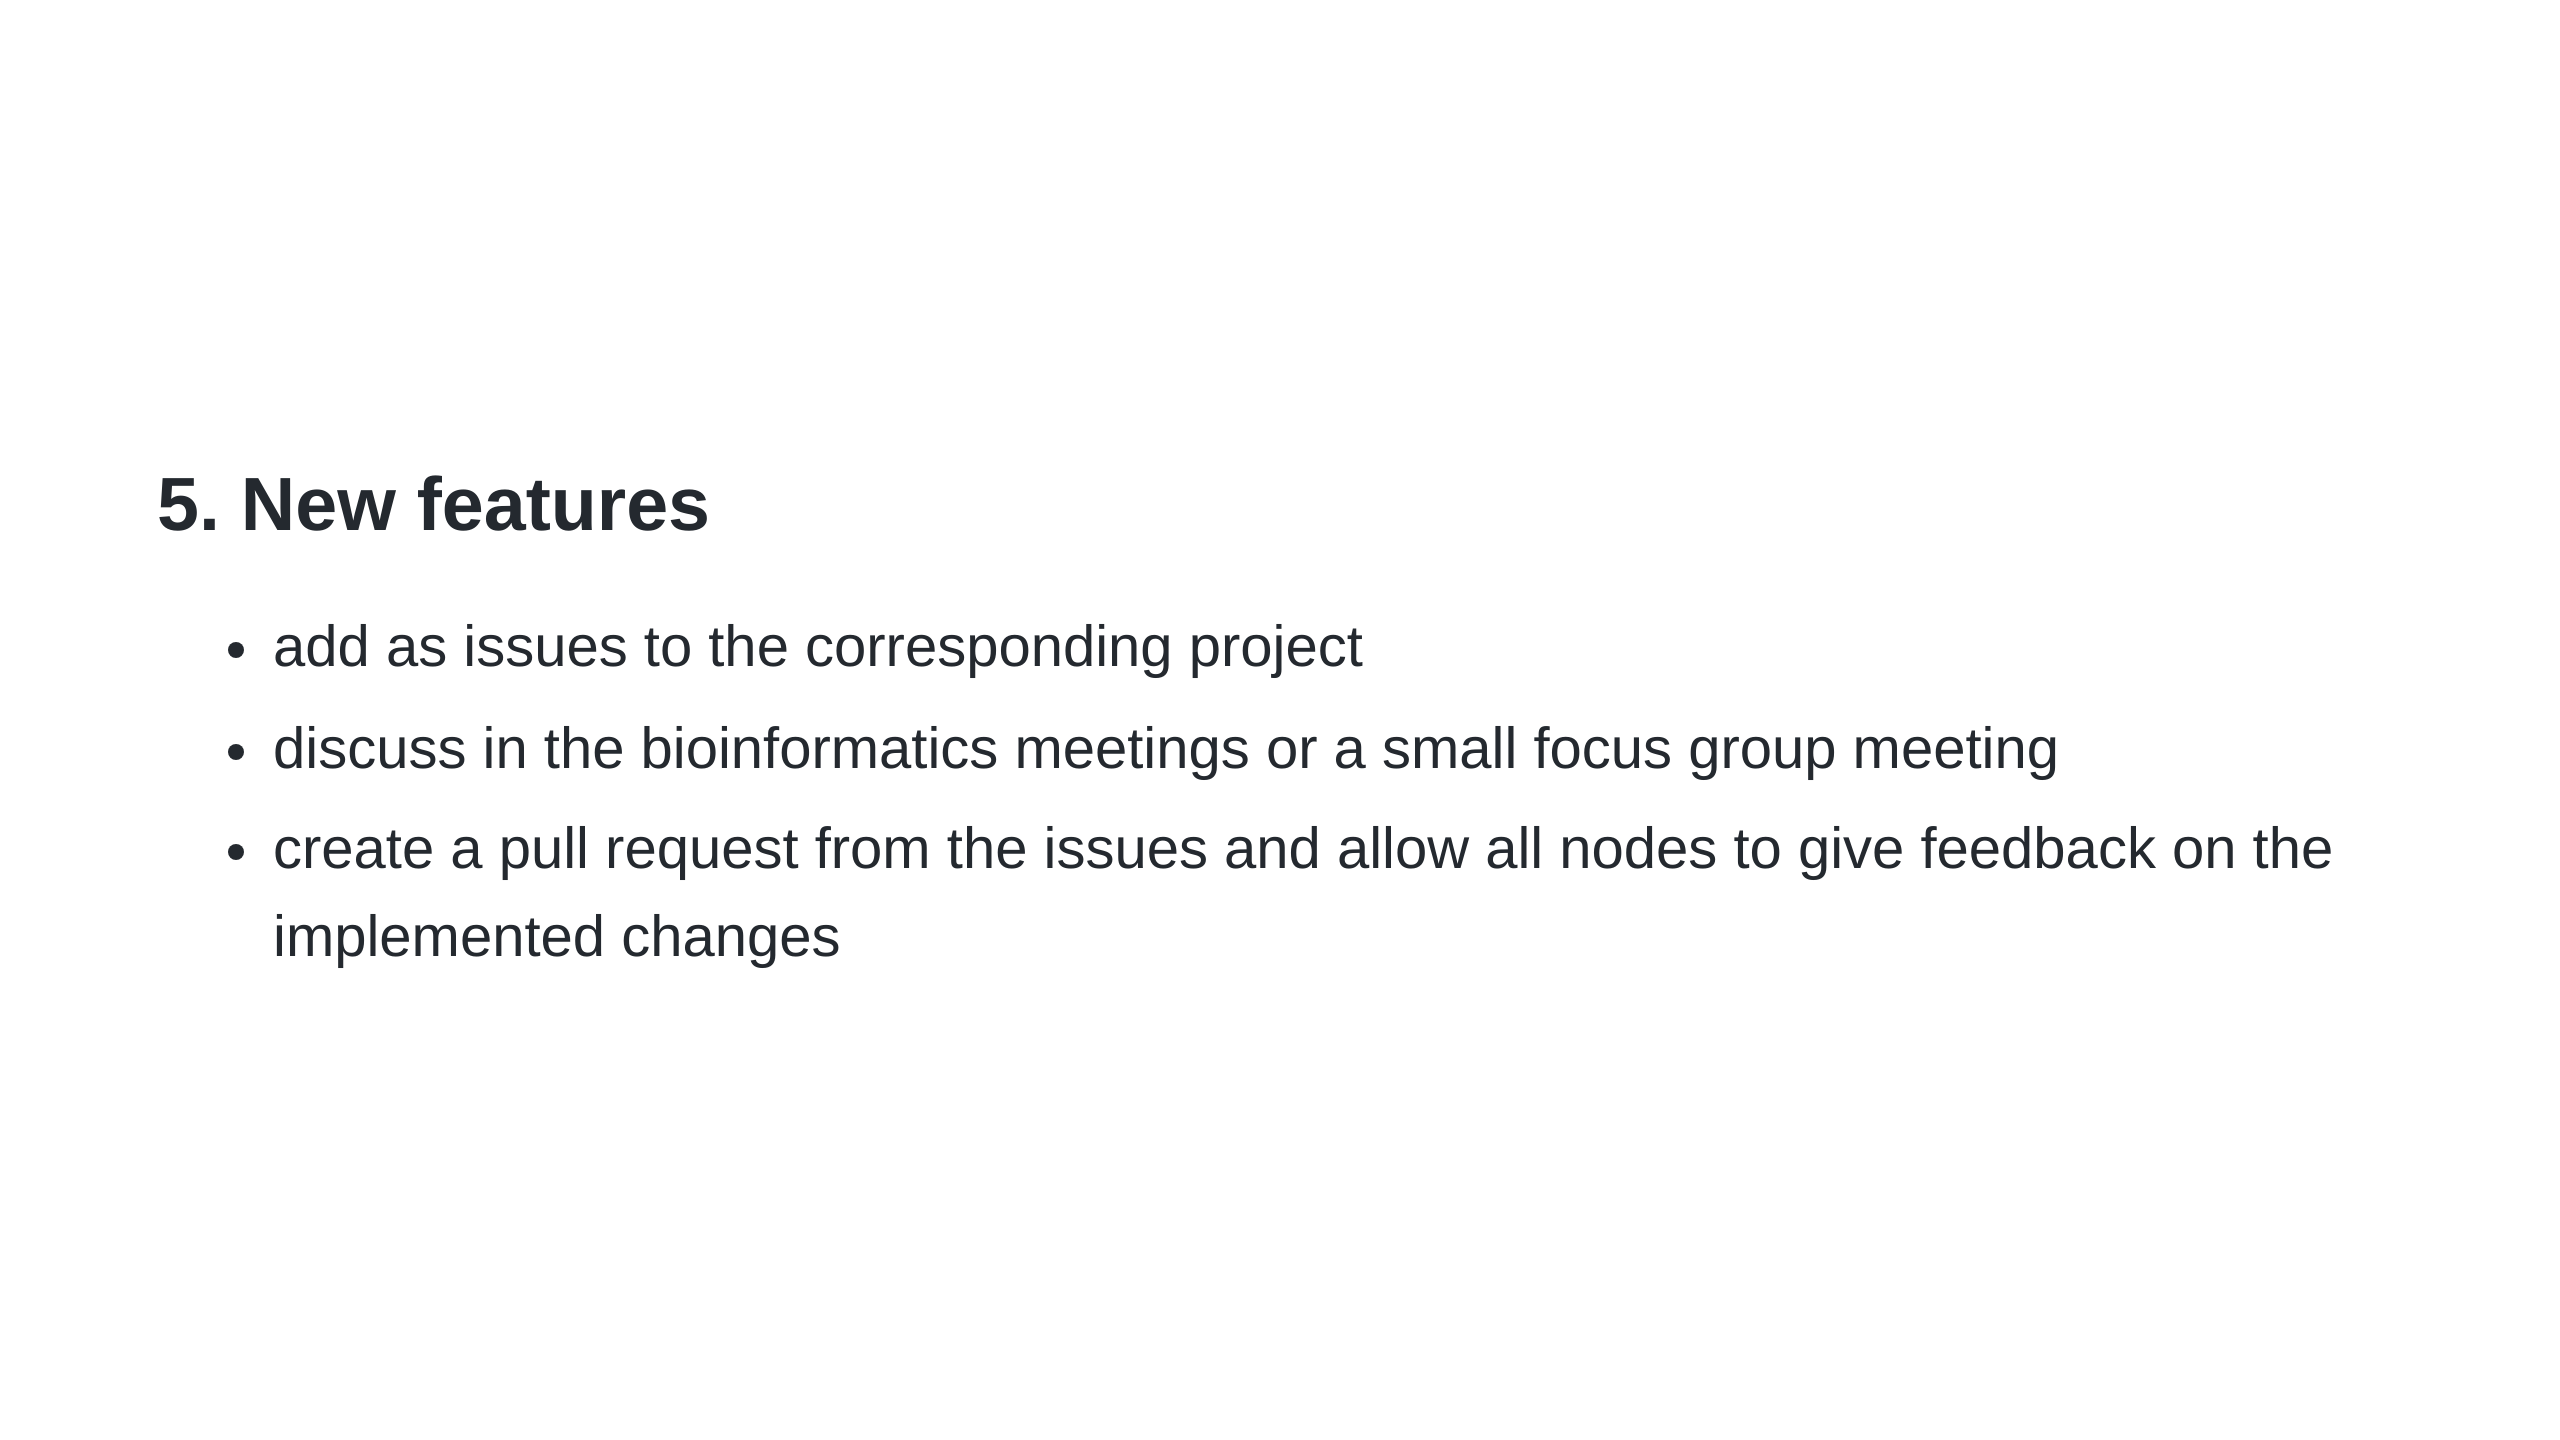 5. New features
• add as issues to the corresponding project
• discuss in the bioinformatics meetings or a small focus group meeting
• create a pull request from the issues and allow all nodes to give feedback on the
implemented changes